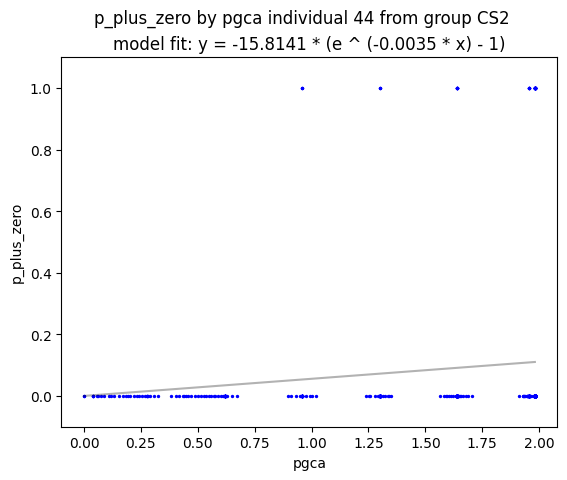 p_plus_zero by pgca individual 44 from group CS2
model fit: y = -15.8141 * (e ^ (-0.0035 * x) - 1)
1.0
0.8
0.6
0.4
0.2
0.0
p_plus_zero
0.00 0.25 0.50 0.75 1.00 1.25 1.50 1.75 2.00
pgca